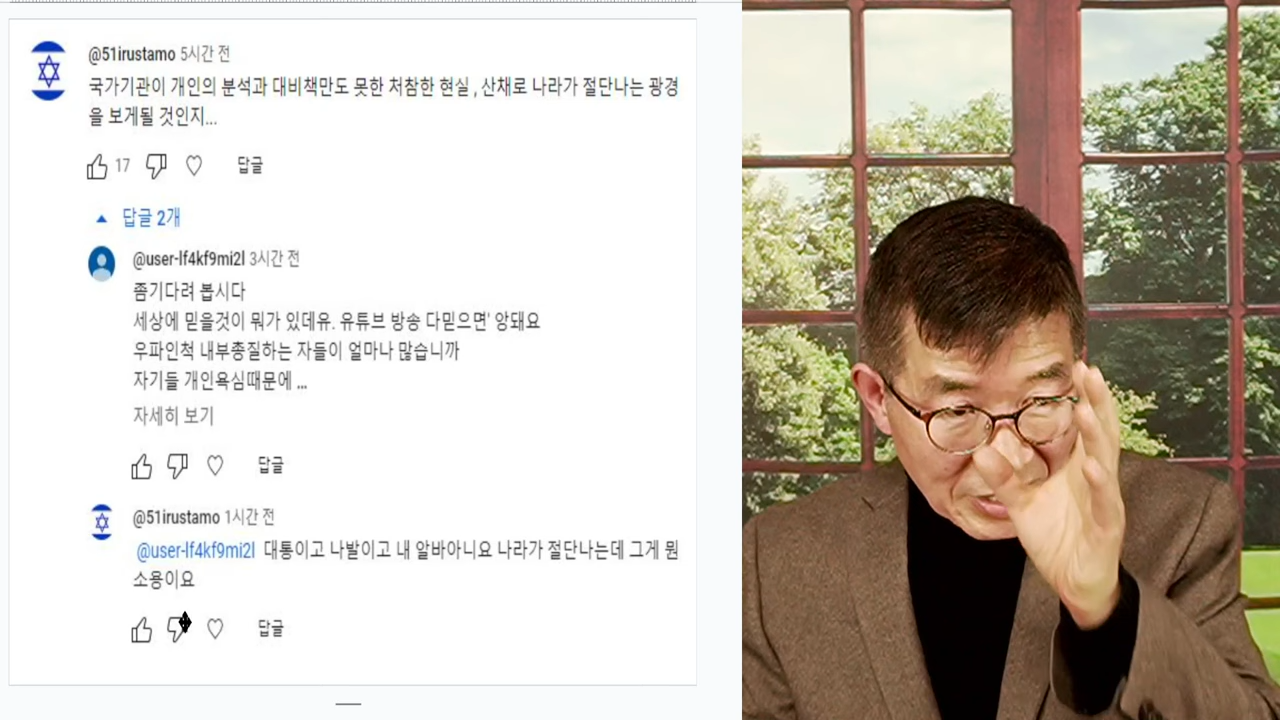 @51irustamo 5시간 전
국가기관이 개인의 분석과 대비책만도 못한 처참한 현실 , 산채로 나라가 절단나는 광경
을 보게될 것인지...
17 답글
답글 2개
@user-lf4kf9mi2l 3시간 전
좀기다려 봅시다
세상에 믿을것이 뭐가 있데유. 유튜브 방송 다믿으면' 앙돼요
우파인척 내부총질하는 자들이 얼마나 많습니까
자기들 개인욕심때문에 ...
자세히 보기
답글
@51irustamo 1시간 전
@user-lf4kf9mi2l 대통이고 나발이고 내 알바아니요 나라가 절단나는데 그게 뭔
소용이요
답글